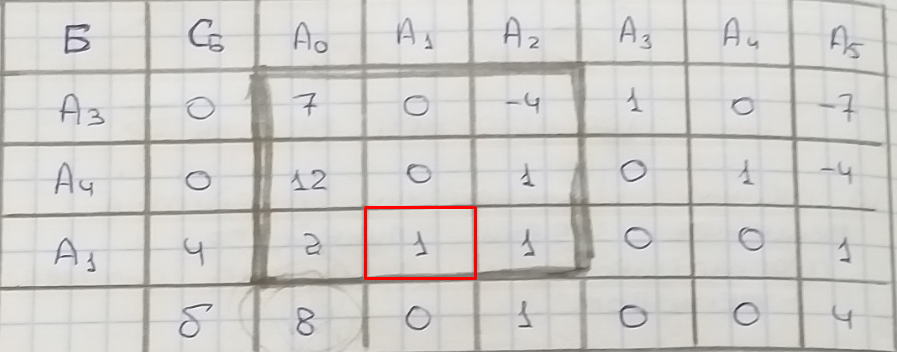 Б Сб A0 A1 A2 A3 A4 A5
A3 0 7 0 -4 1 0 -7
A4 0 12 0 1 0 1 -4
A1 4 2 1 1 0 0 1
δ 8 0 1 0 0 4